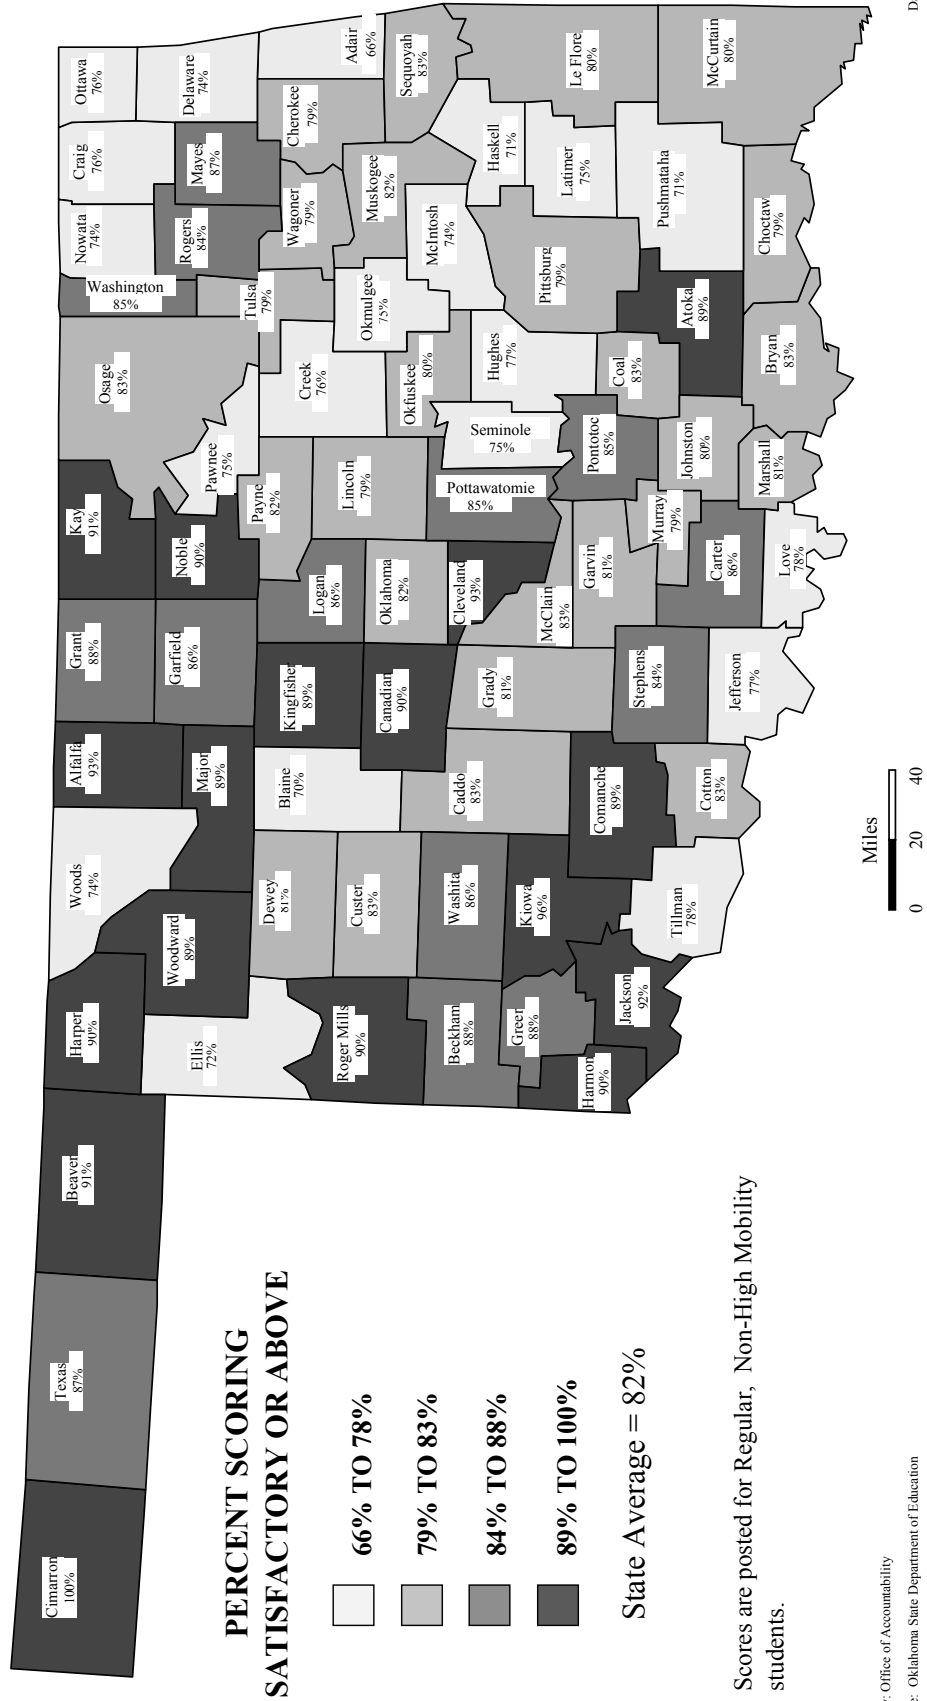 Cimarron
100%
Texas
87%
Beaver
91%
Harper
90%
Woods
74%
Alfalfa
93%
Grant
88%
Kay
91%
Osage
83%
Washington
85%
Nowata
74%
Craig
76%
Ottawa
76%
Ellis
72%
Woodward
89%
Major
89%
Garfield
86%
Noble
90%
Pawnee
75%
Rogers
84%
Mayes
87%
Delaware
74%
Roger Mills
90%
Dewey
81%
Blaine
70%
Kingfisher
89%
Logan
86%
Payne
82%
Creek
76%
Tulsa
79%
Wagoner
79%
Cherokee
79%
Adair
66%
Beckham
88%
Custer
83%
Canadian
90%
Oklahoma
82%
Lincoln
79%
Okfuskee
80%
Okmulgee
75%
Muskogee
82%
Sequoyah
83%
Green
88%
Washita
86%
Caddo
83%
Grady
81%
Cleveland
93%
Pottawatomie
85%
Seminole
75%
Hughes
77%
McIntosh
74%
Haskell
71%
Harmon
90%
Kiowa
96%
McClain
83%
Pittsburg
79%
Latimer
75%
Le Flore
80%
Jackson
92%
Comanche
89%
Stephens
84%
Garvin
81%
Pontotoc
85%
Coal
83%
Tillman
78%
Cotton
83%
Murray
79%
Johnston
80%
Atoka
89%
Pushmataha
71%
McCurtain
80%
Jefferson
77%
Carter
86%
Love
78%
Marshall
81%
Bryan
83%
Choctaw
79%
PERCENT SCORING
SATISFACTORY OR ABOVE
66% TO 78%
79% TO 83%
84% TO 88%
89% TO 100%
State Average = 82%
Scores are posted for Regular, Non-High Mobility
students.
Miles
0 20 40
: Office of Accountability
e: Oklahoma State Department of Education